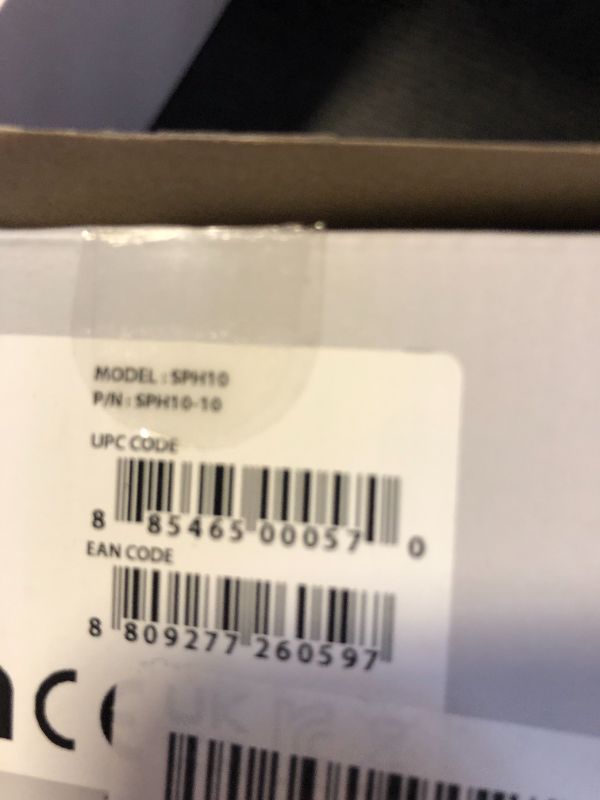 MODEL : SPH10
P/N : SPH10-10
UPC CODE
8 85465 00057 0
EAN CODE
8 809277 260597